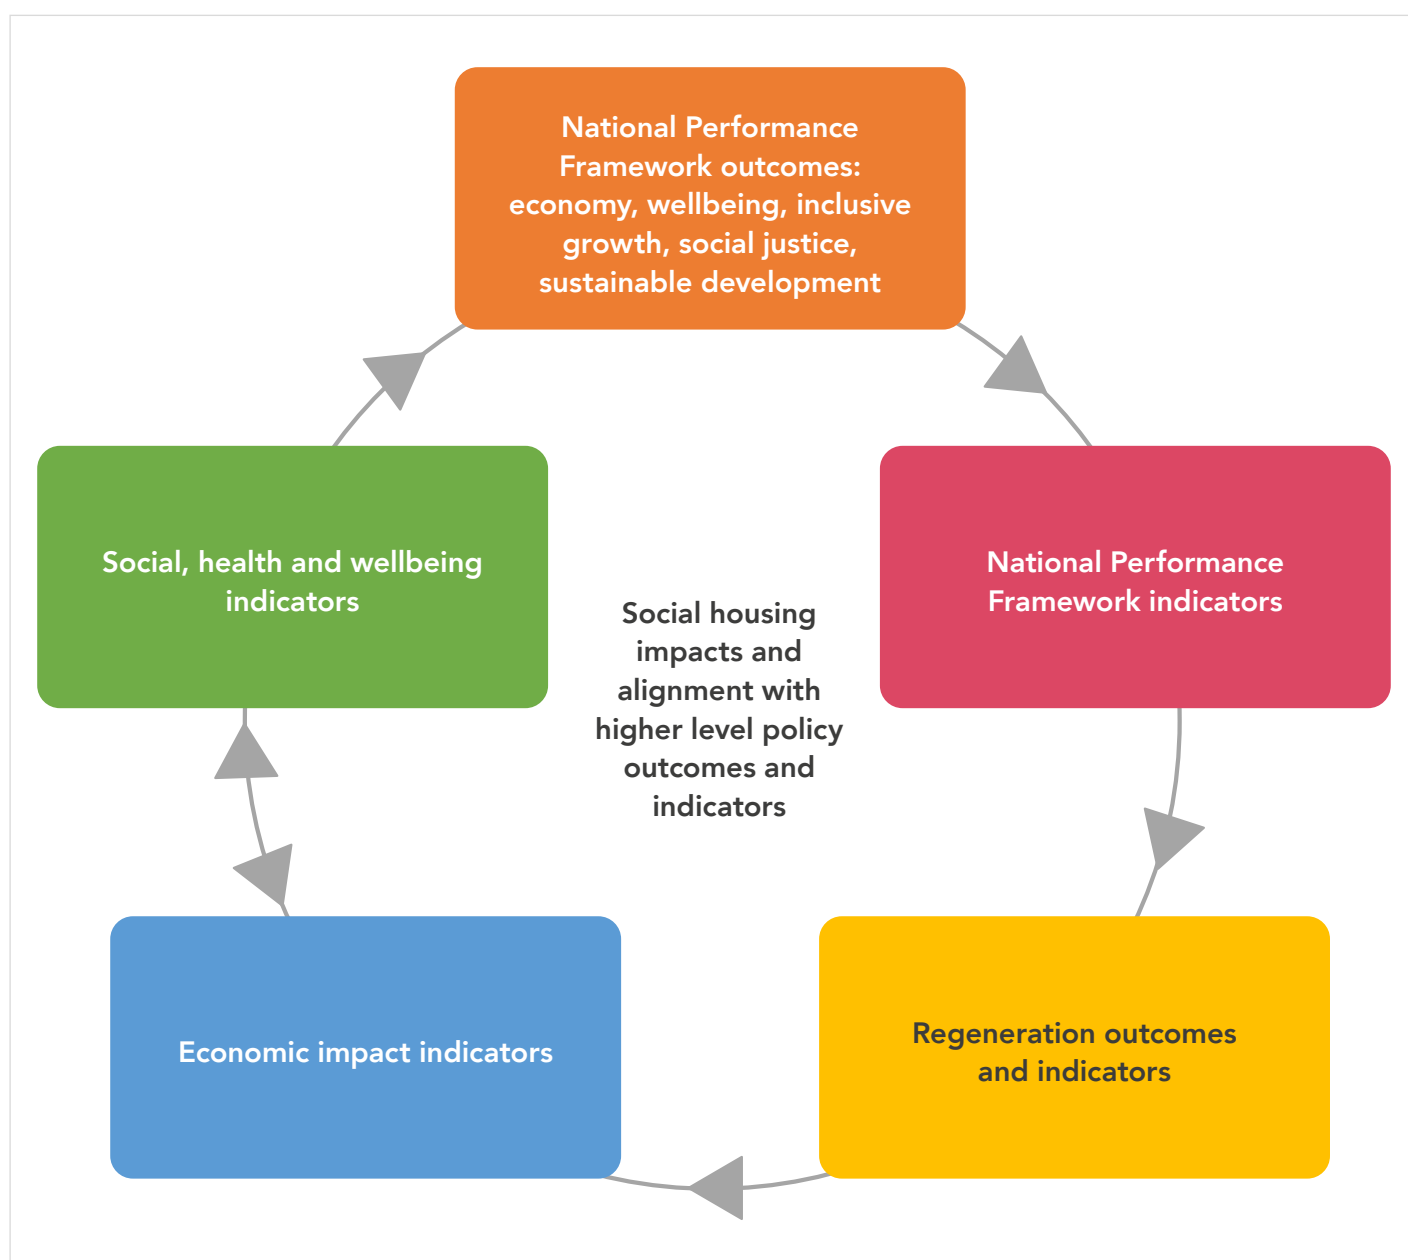 National Performance
Framework outcomes:
economy, wellbeing, inclusive
growth, social justice,
sustainable development
Social, health and wellbeing
indicators
National Performance
Framework indicators
Social housing
impacts and
alignment with
higher level policy
outcomes and
indicators
Economic impact indicators
Regeneration outcomes
and indicators